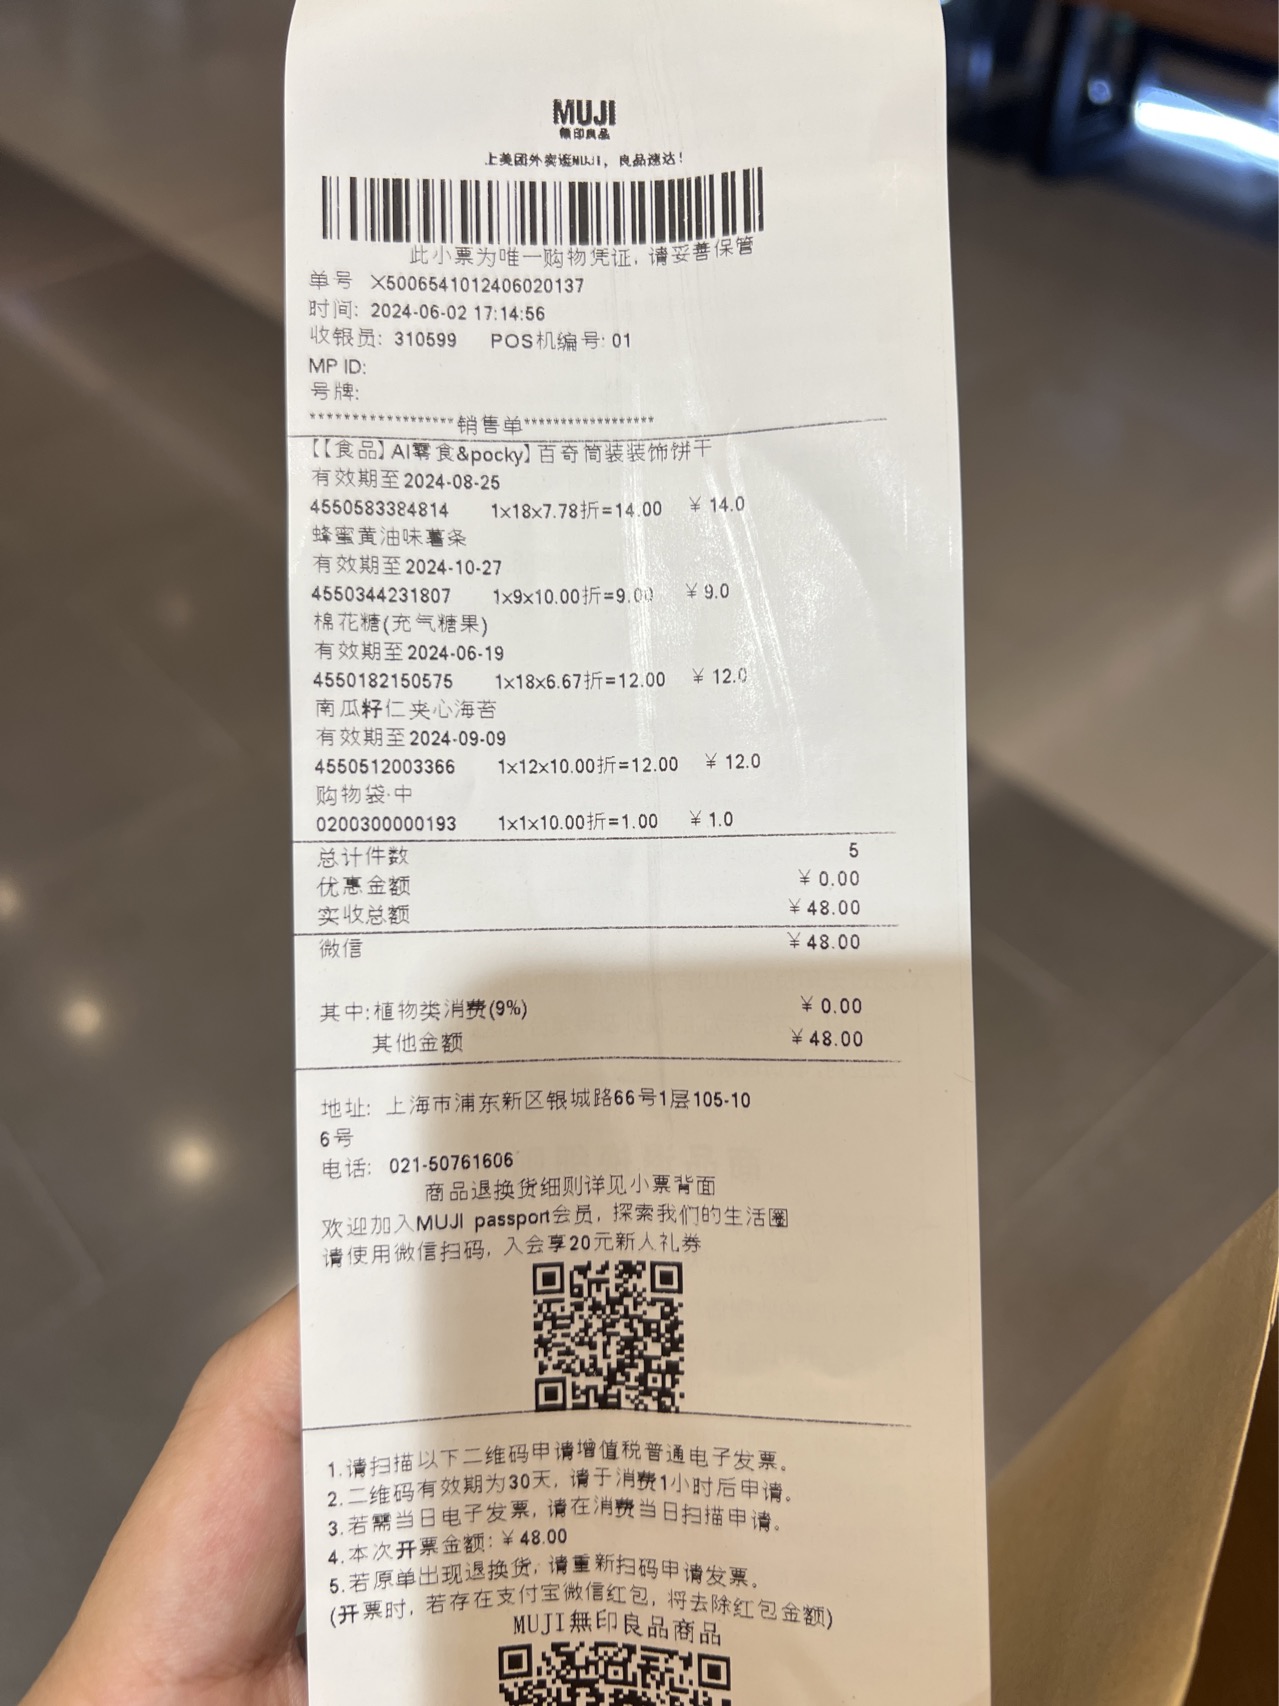 MUJI
無印良品
上美团外卖逛MUJI，良品速达！
此小票为唯一购物凭证，请妥善保管
单号 X5006541012406020137
时间: 2024-06-02 17:14:56
收银员: 310599 POS机编号: 01
MP ID:
号牌:
******************销售单*****************
【[食品]AI零食&pocky】百奇筒装装饰饼干
有效期至2024-08-25
4550583384814 1x18x7.78折=14.00 ￥14.0
蜂蜜黄油味薯条
有效期至2024-10-27
4550344231807 1x9x10.00折=9.00 ￥9.0
棉花糖(充气糖果)
有效期至2024-06-19
4550182150575 1x18x6.67折=12.00 ￥12.0
南瓜籽仁夹心海苔
有效期至2024-09-09
4550512003366 1x12x10.00折=12.00 ￥12.0
购物袋·中
0200300000193 1x1x10.00折=1.00 ￥1.0
总计件数 5
优惠金额 ￥0.00
实收总额 ￥48.00
微信 ￥48.00
其中:植物类消费(9%) ￥0.00
其他金额 ￥48.00
地址: 上海市浦东新区银城路66号1层105-10
6号
电话: 021-50761606
商品退换货细则详见小票背面
欢迎加入MUJI passport会员，探索我们的生活圈
请使用微信扫码，入会享20元新人礼券
1.请扫描以下二维码申请增值税普通电子发票。
2.二维码有效期为30天，请于消费1小时后申请。
3.若需当日电子发票，请在消费当日扫描申请。
4.本次开票金额: ￥48.00
5.若原单出现退换货，请重新扫码申请发票。
(开票时，若存在支付宝微信红包，将去除红包金额)
MUJI無印良品商品